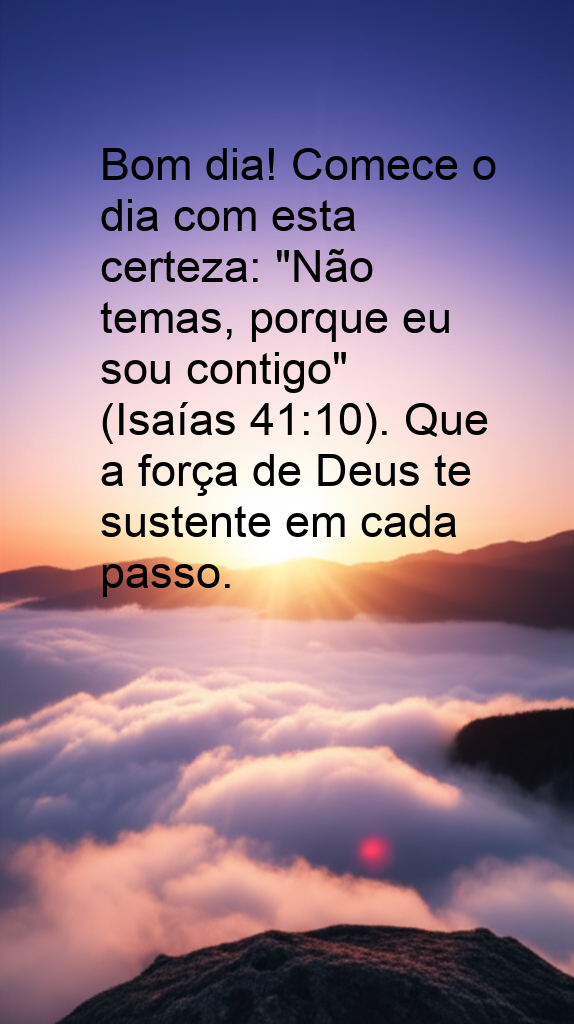 Bom dia! Comece o
dia com esta
certeza: "Não
temas, porque eu
sou contigo"
(Isaías 41:10). Que
a força de Deus te
sustente em cada
passo.